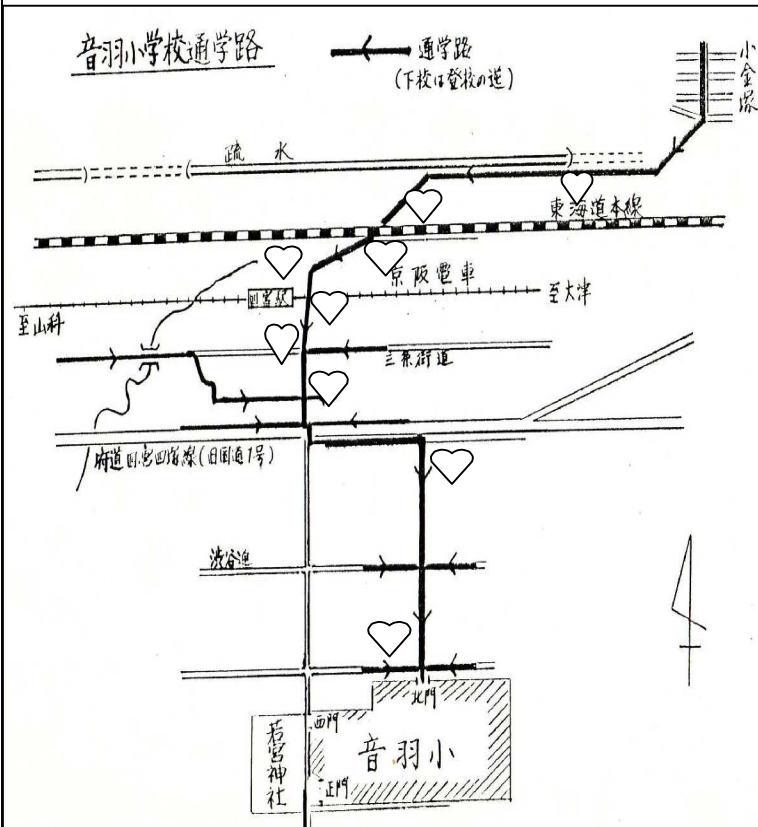 音羽小学校通学路
通学路
(下校は登校の逆)
小金塚
疏水
東海道本線
京阪電車
四宮駅
至大津
至山科
三条街道
府道四宮四塚線(旧国道1号)
渋谷道
北門
西門
音羽小
若宮神社
正門